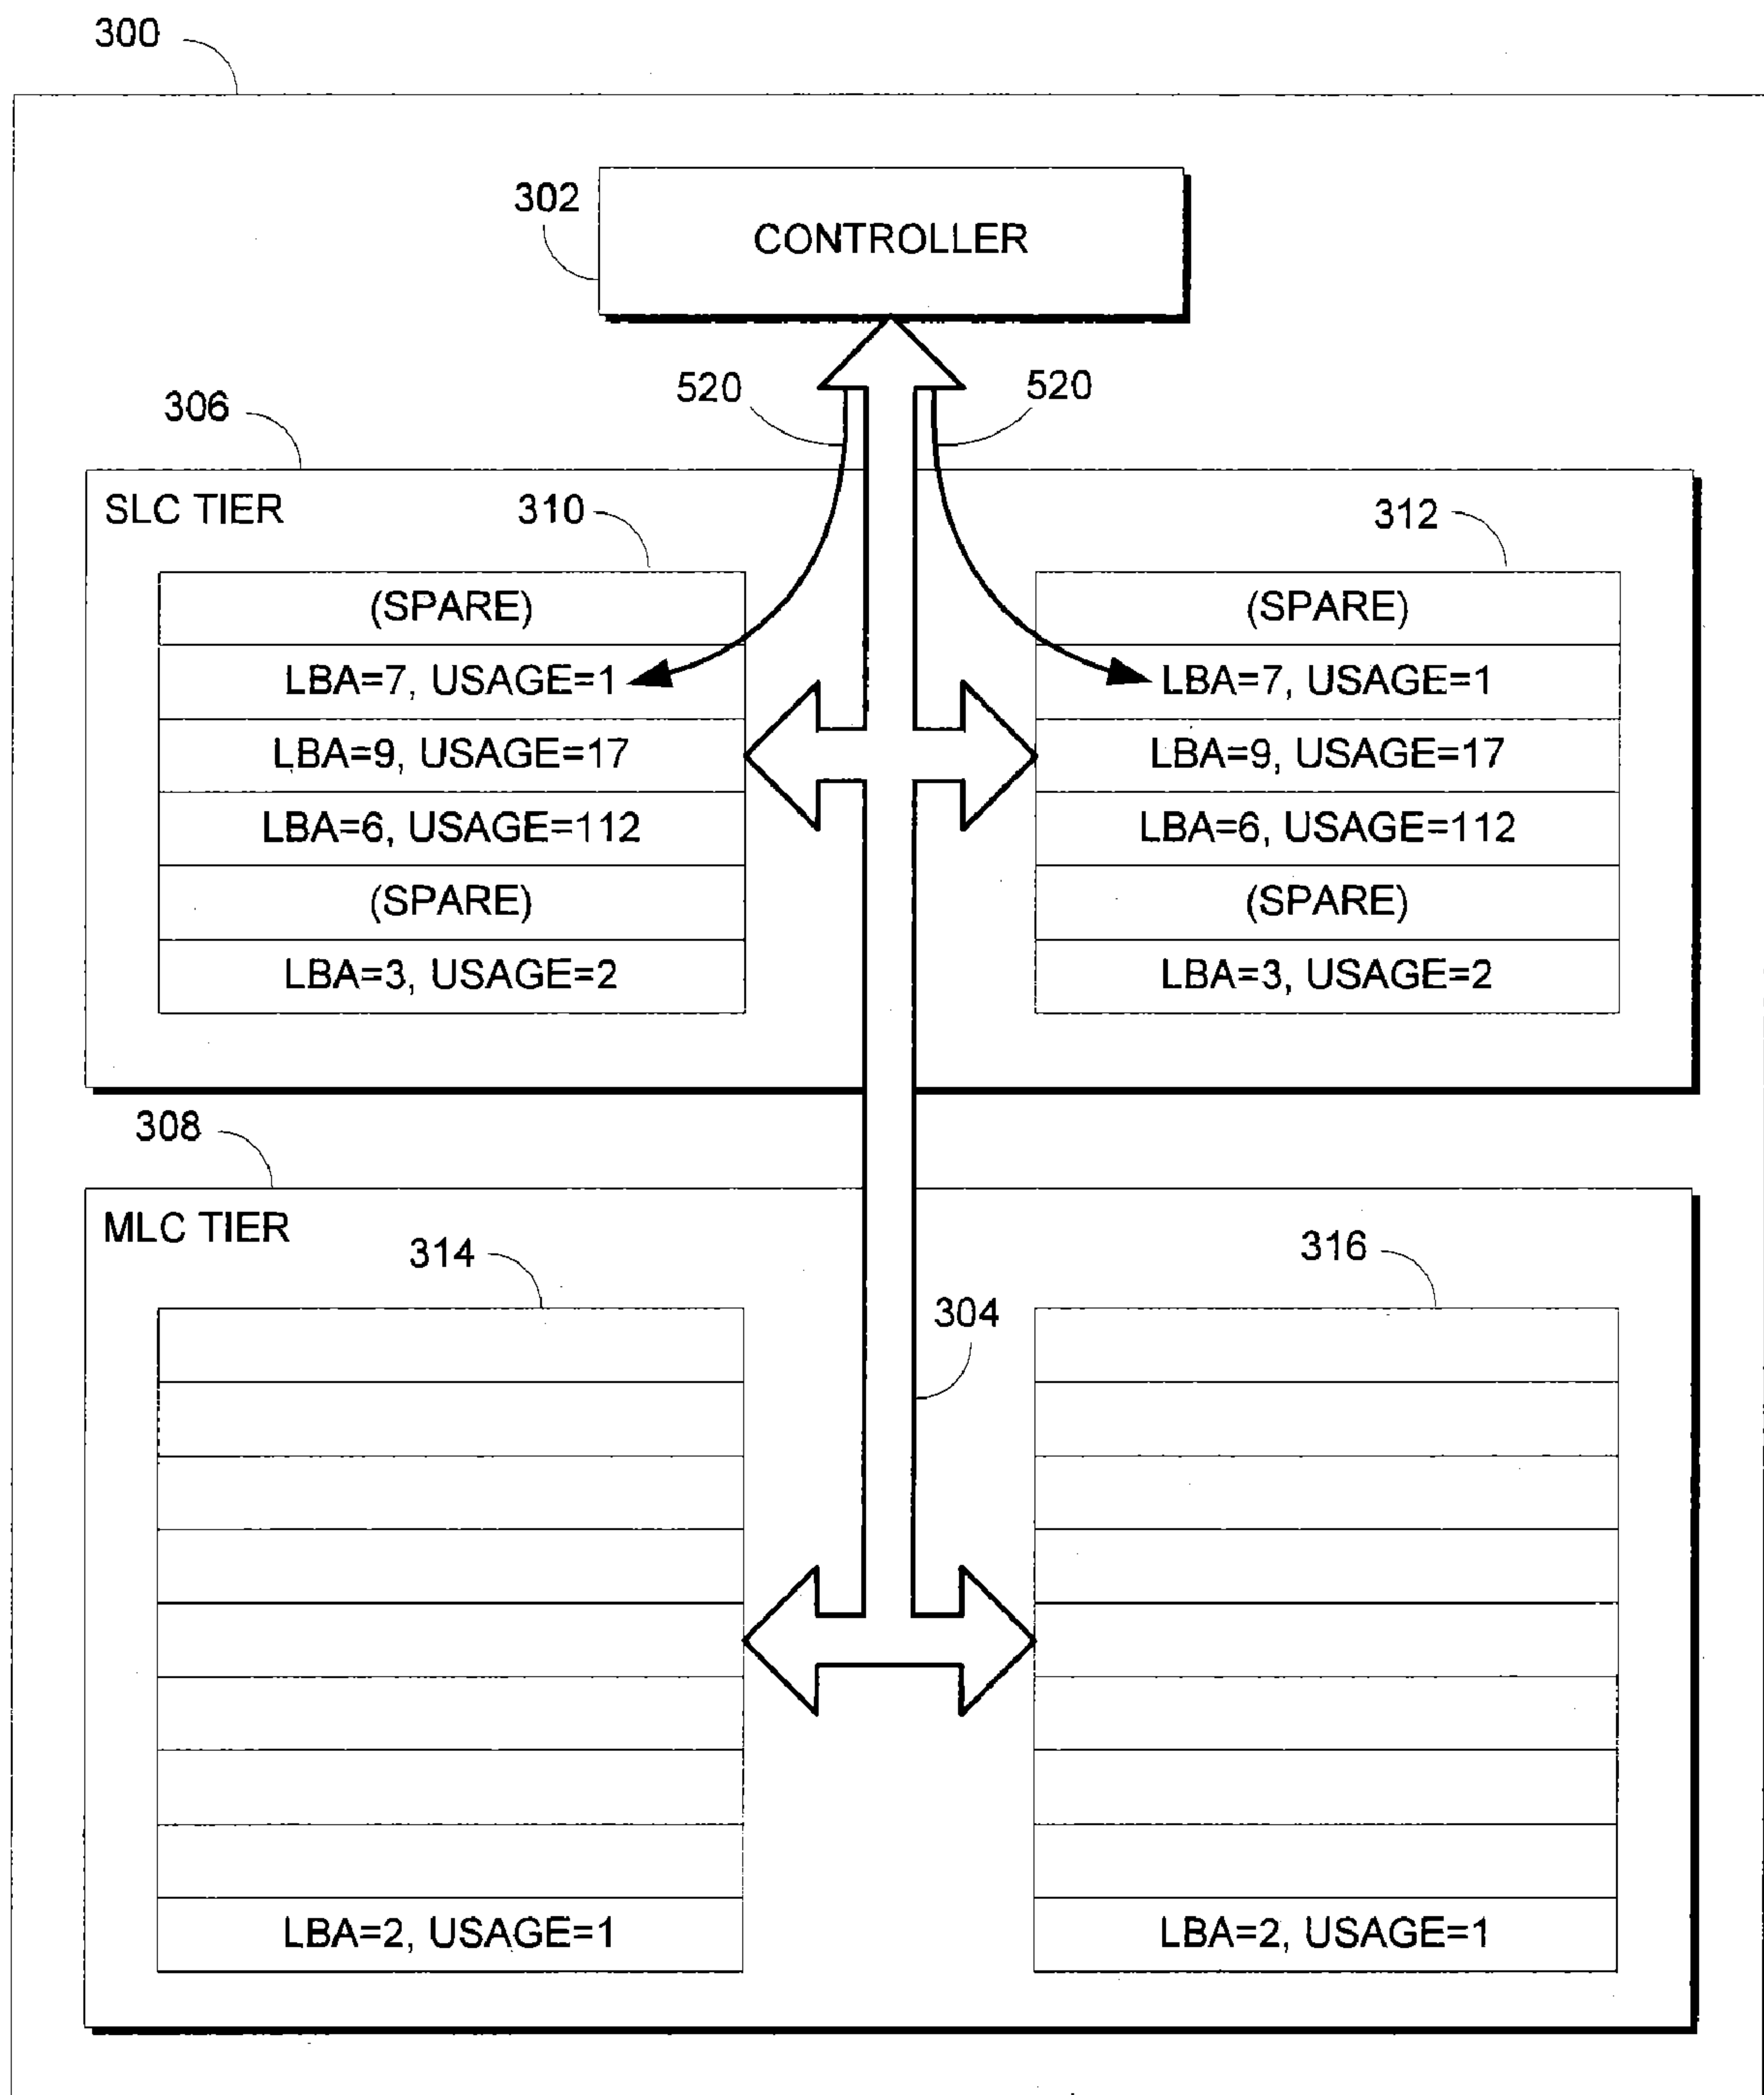 300
302
CONTROLLER
520
520
306
SLC TIER
310
312
(SPARE)
(SPARE)
LBA=7, USAGE=1
LBA=7, USAGE=1
LBA=9, USAGE=17
LBA=9, USAGE=17
LBA=6, USAGE=112
LBA=6, USAGE=112
(SPARE)
(SPARE)
LBA=3, USAGE=2
LBA=3, USAGE=2
308
MLC TIER
314
316
304
LBA=2, USAGE=1
LBA=2, USAGE=1